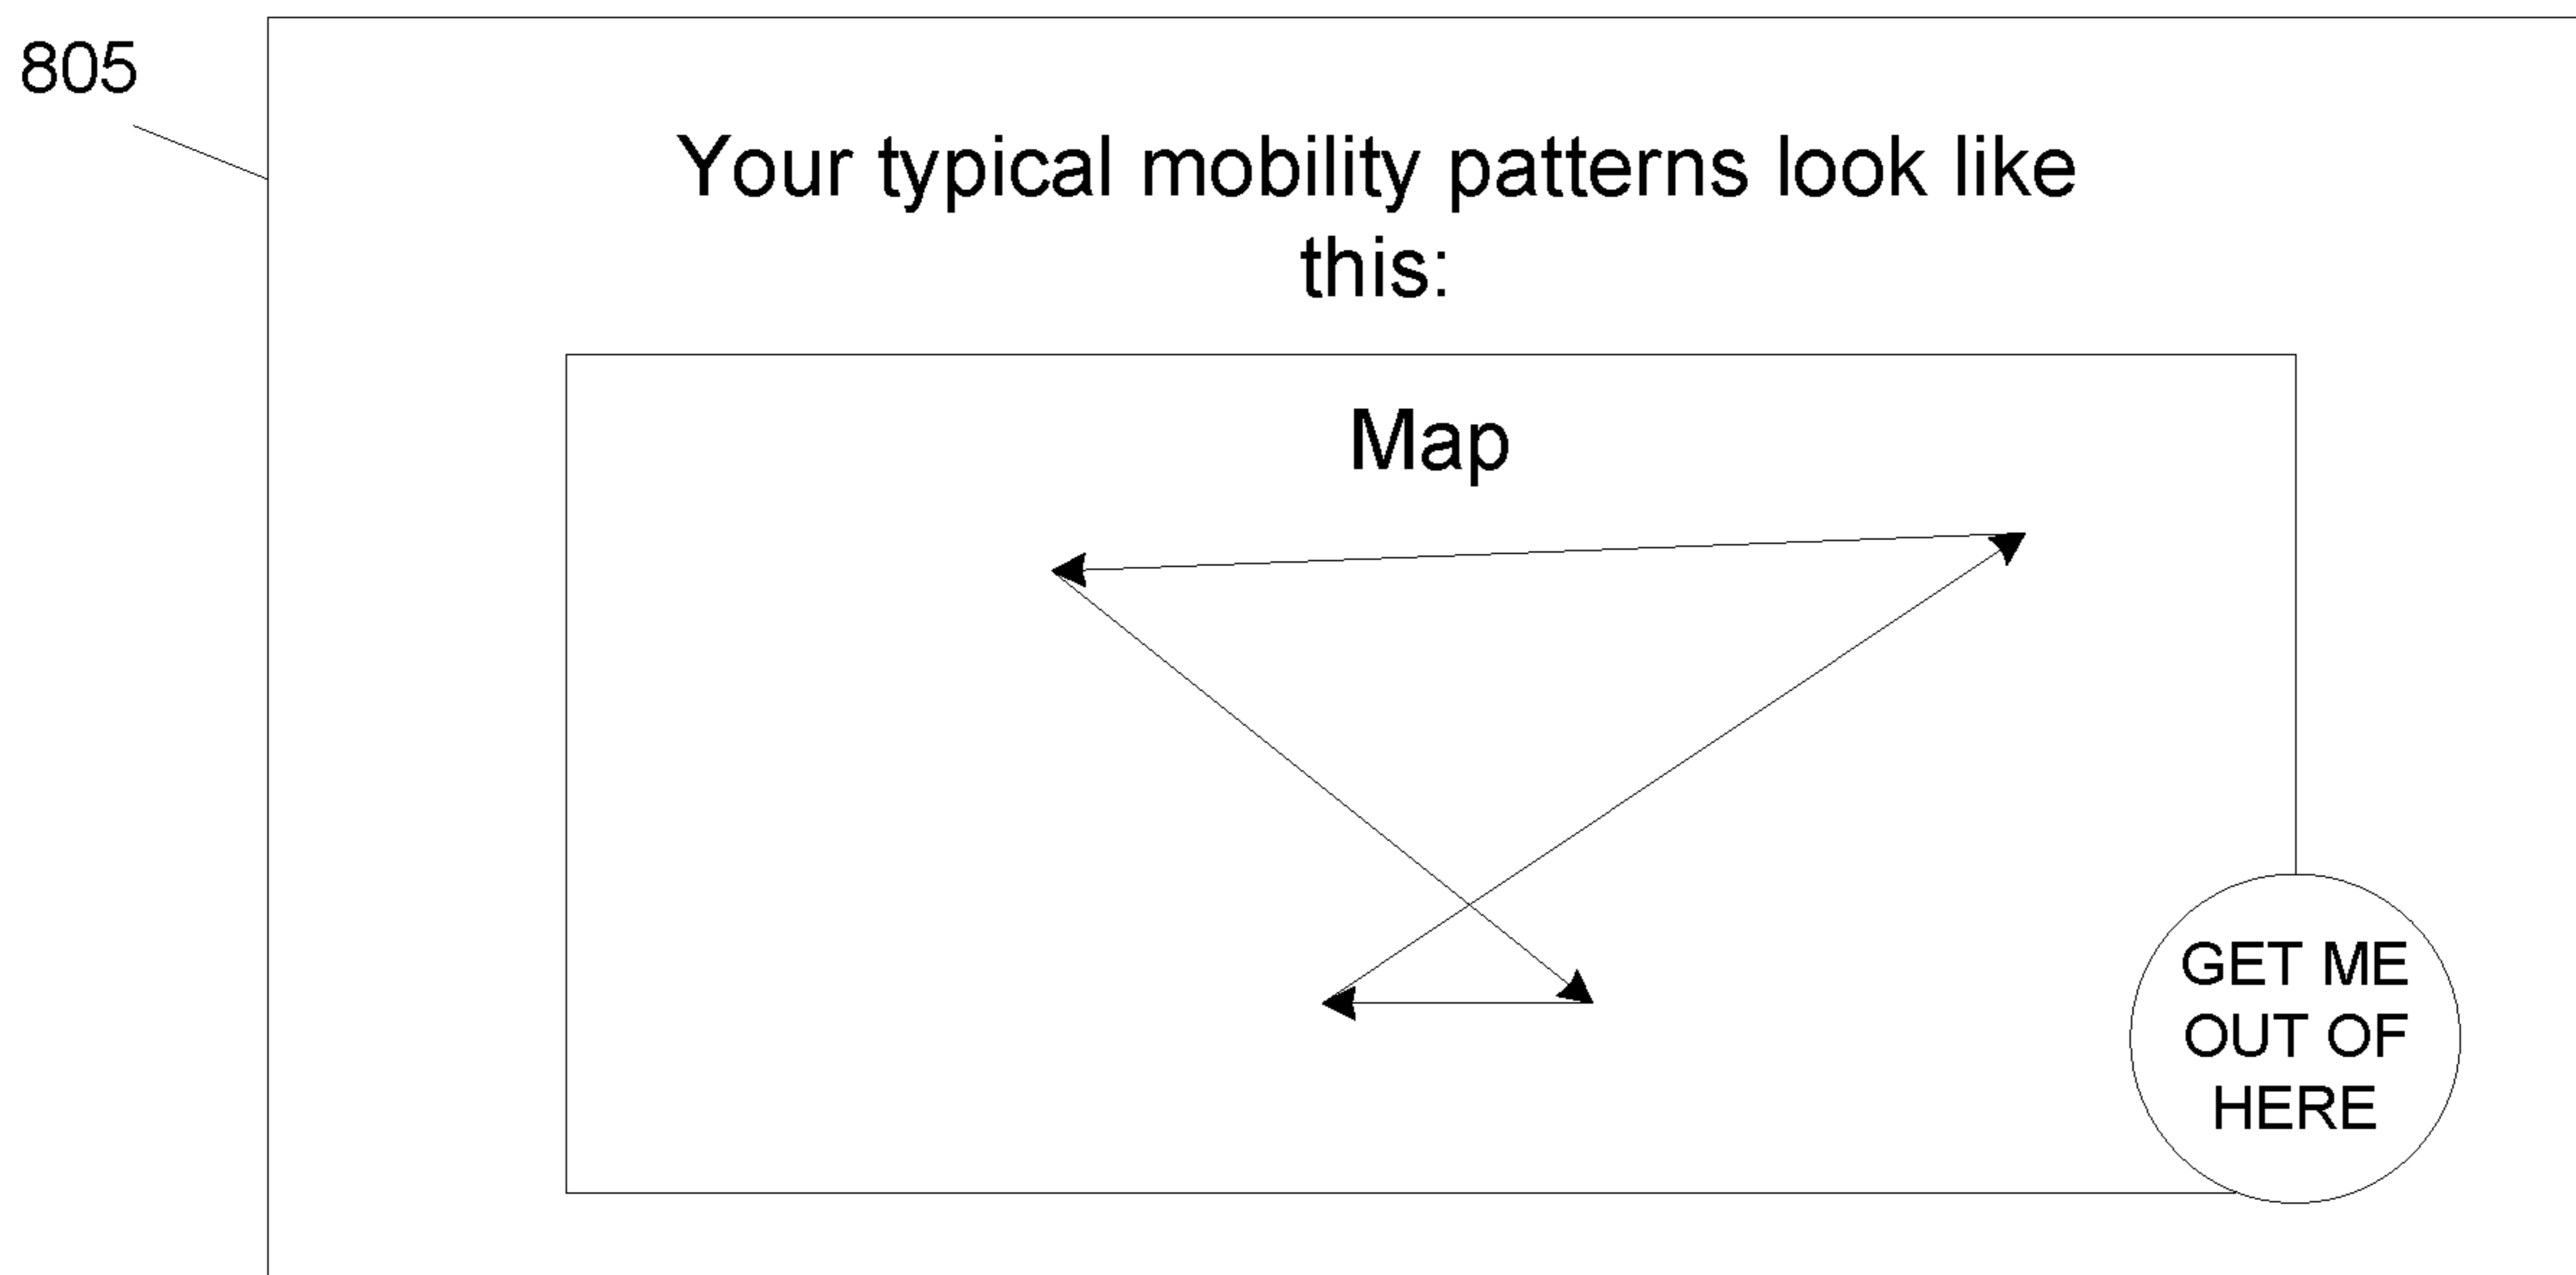 805
Your typical mobility patterns look like
this:
Map
GET ME
OUT OF
HERE